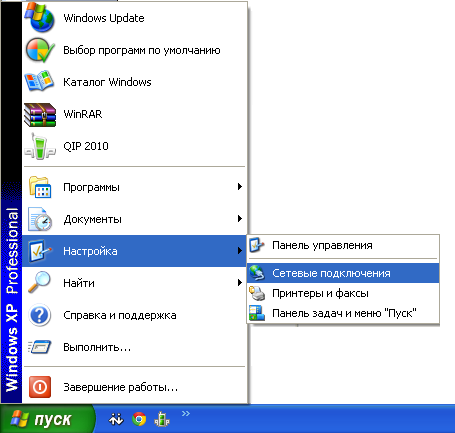 Windows Update
Выбор программ по умолчанию
Каталог Windows
WinRAR
QIP 2010
Программы
Документы
Настройка
Панель управления
Сетевые подключения
Принтеры и факсы
Панель задач и меню "Пуск"
Найти
Справка и поддержка
Выполнить...
Завершение работы...
Windows XP Professional
пуск